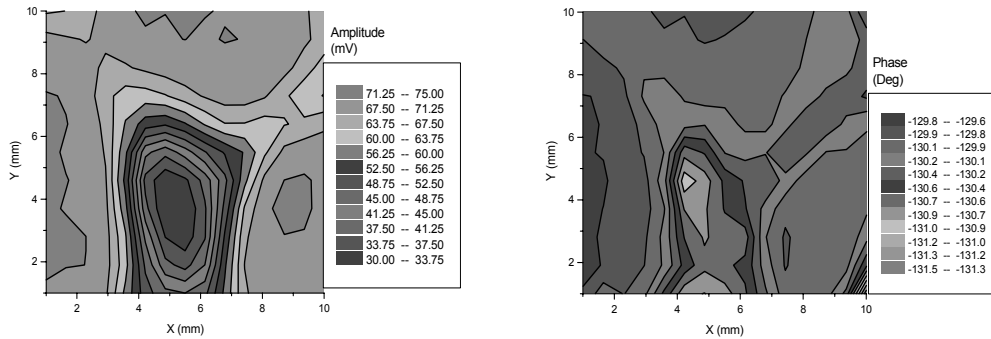 10
8
6
4
2
Y (mm)
2 4 6 8 10
X (mm)
Amplitude
(mV)
71.25 -- 75.00
67.50 -- 71.25
63.75 -- 67.50
60.00 -- 63.75
56.25 -- 60.00
52.50 -- 56.25
48.75 -- 52.50
45.00 -- 48.75
41.25 -- 45.00
37.50 -- 41.25
33.75 -- 37.50
30.00 -- 33.75
10
8
6
4
2
Y (mm)
2 4 6 8 10
X (mm)
Phase
(Deg)
-129.8 -- -129.6
-129.9 -- -129.8
-130.1 -- -129.9
-130.2 -- -130.1
-130.4 -- -130.2
-130.6 -- -130.4
-130.7 -- -130.6
-130.9 -- -130.7
-131.0 -- -130.9
-131.2 -- -131.0
-131.3 -- -131.2
-131.5 -- -131.3